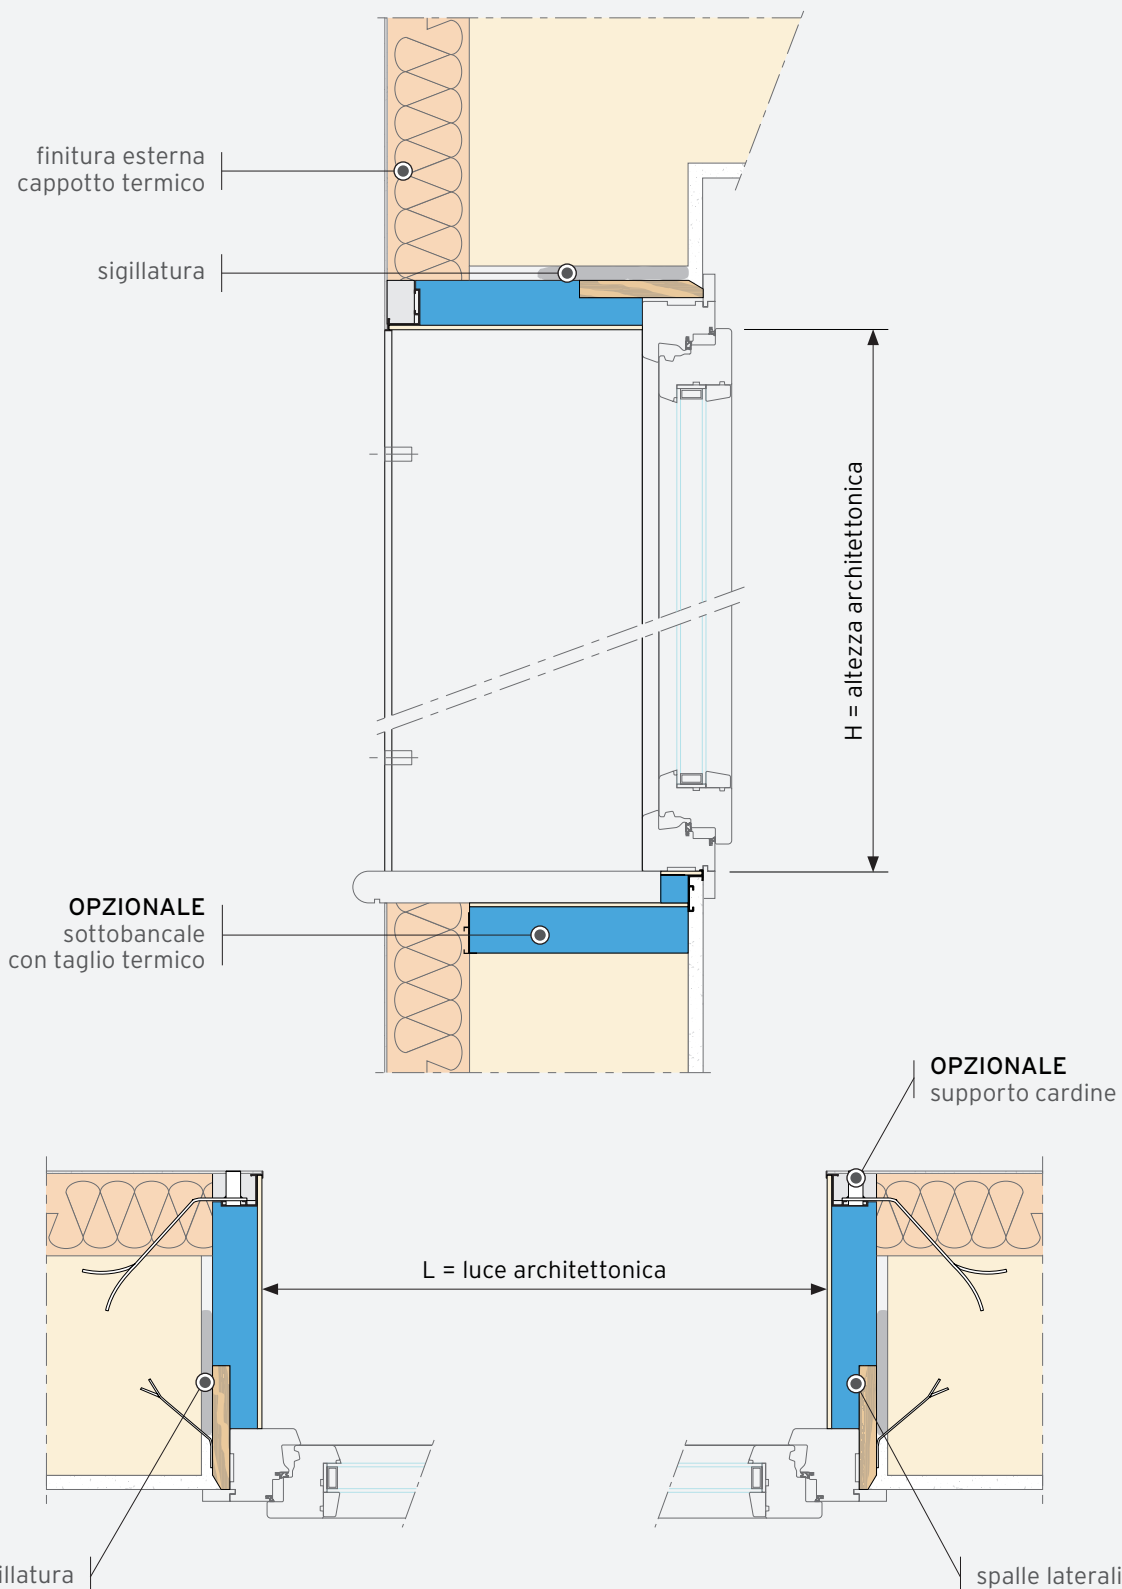 finitura esterna
cappotto termico
sigillatura
H = altezza architettonica
OPZIONALE
sottobancale
con taglio termico
OPZIONALE
supporto cardine
L = luce architettonica
illatura
spalle laterali